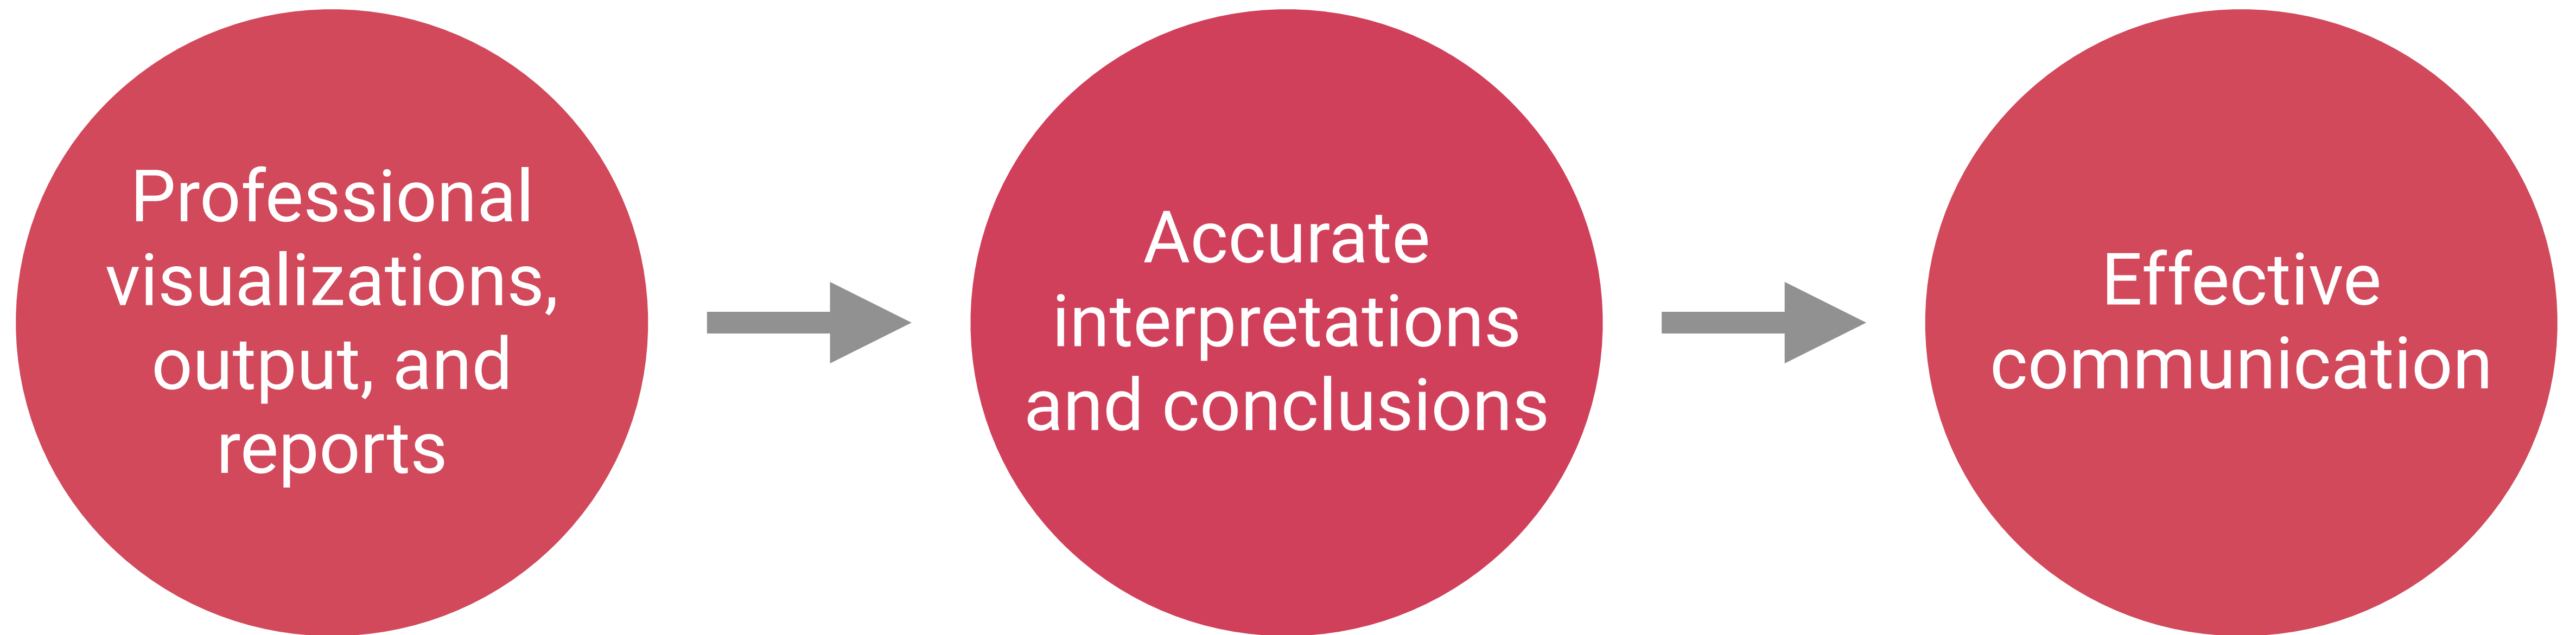 Professional
visualizations,
output, and
reports
Accurate
interpretations
and conclusions
Effective
communication